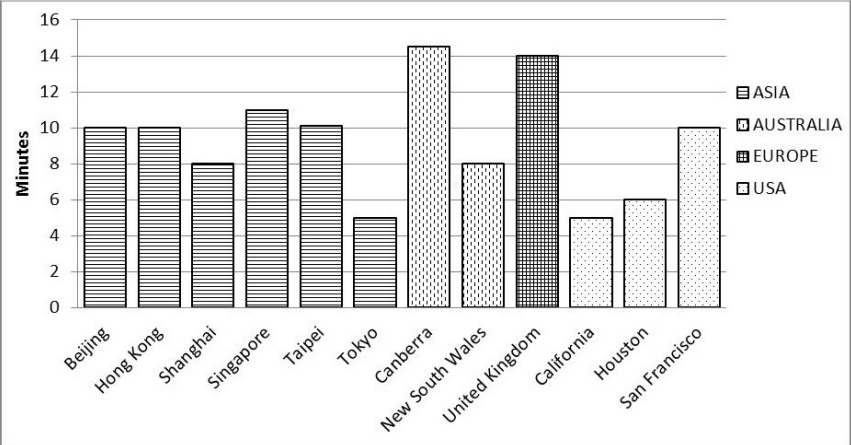 Minutes
16
14
12
10
8
6
4
2
0
Beijing
Hong Kong
Shanghai
Singapore
Taipei
Tokyo
Canberra
New South Wales
United Kingdom
California
Houston
San Francisco
ASIA
AUSTRALIA
EUROPE
USA